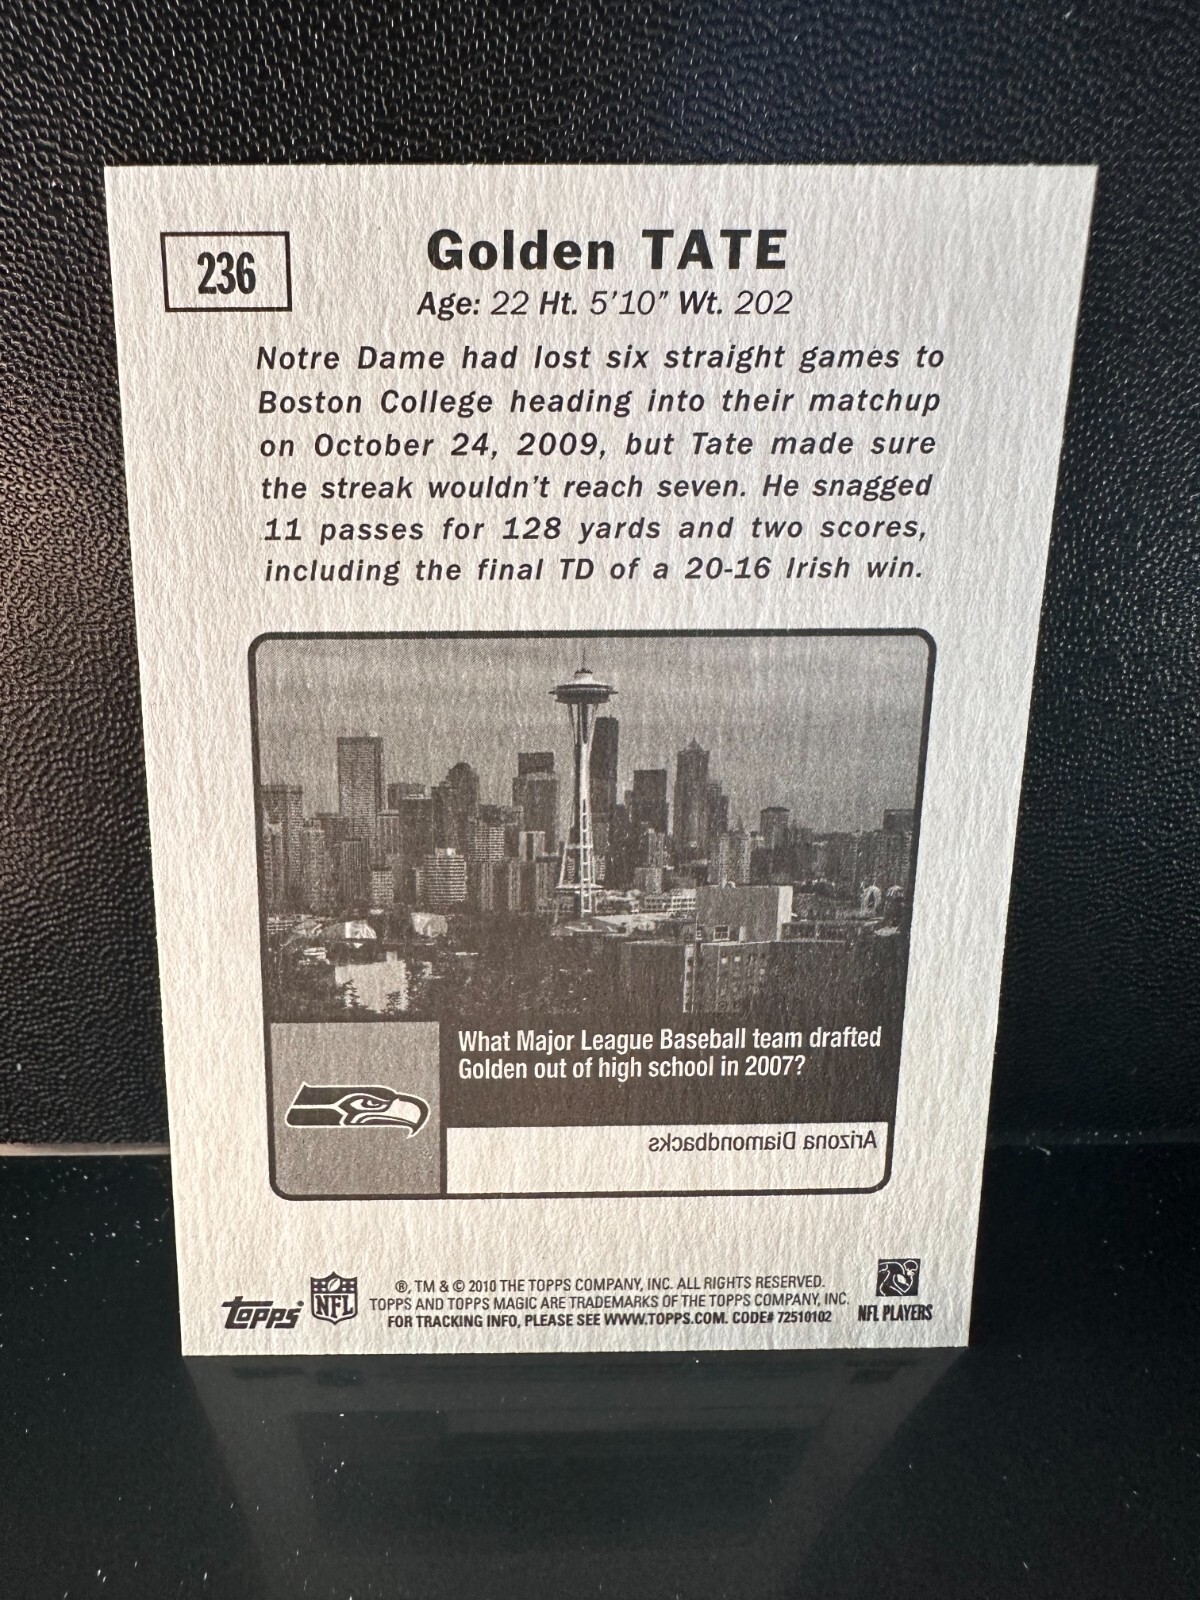 236
Golden TATE
Age: 22 Ht. 5'10" Wt. 202
Notre Dame had lost six straight games to
Boston College heading into their matchup
on October 24, 2009, but Tate made sure
the streak wouldn't reach seven. He snagged
11 passes for 128 yards and two scores,
including the final TD of a 20-16 Irish win.
What Major League Baseball team drafted
Golden out of high school in 2007?
Arizona Diamondbacks
®, TM & © 2010 THE TOPPS COMPANY, INC. ALL RIGHTS RESERVED.
TOPPS AND TOPPS MAGIC ARE TRADEMARKS OF THE TOPPS COMPANY, INC.
FOR TRACKING INFO, PLEASE SEE WWW.TOPPS.COM. CODE# 72510102
topps
NFL
NFL PLAYERS